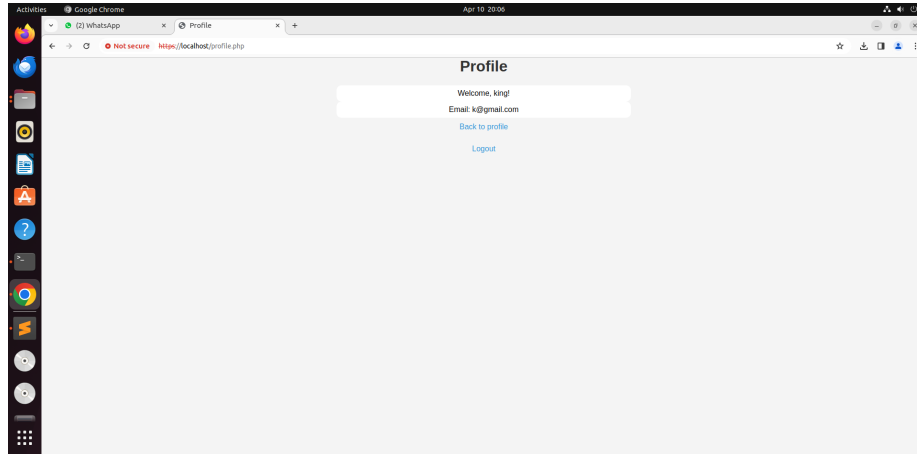 Activities Google Chrome Apr 10 20:06
(2) WhatsApp × Profile × +
Not secure https://localhost/profile.php
Profile
Welcome, king!
Email: k@gmail.com
Back to profile
Logout